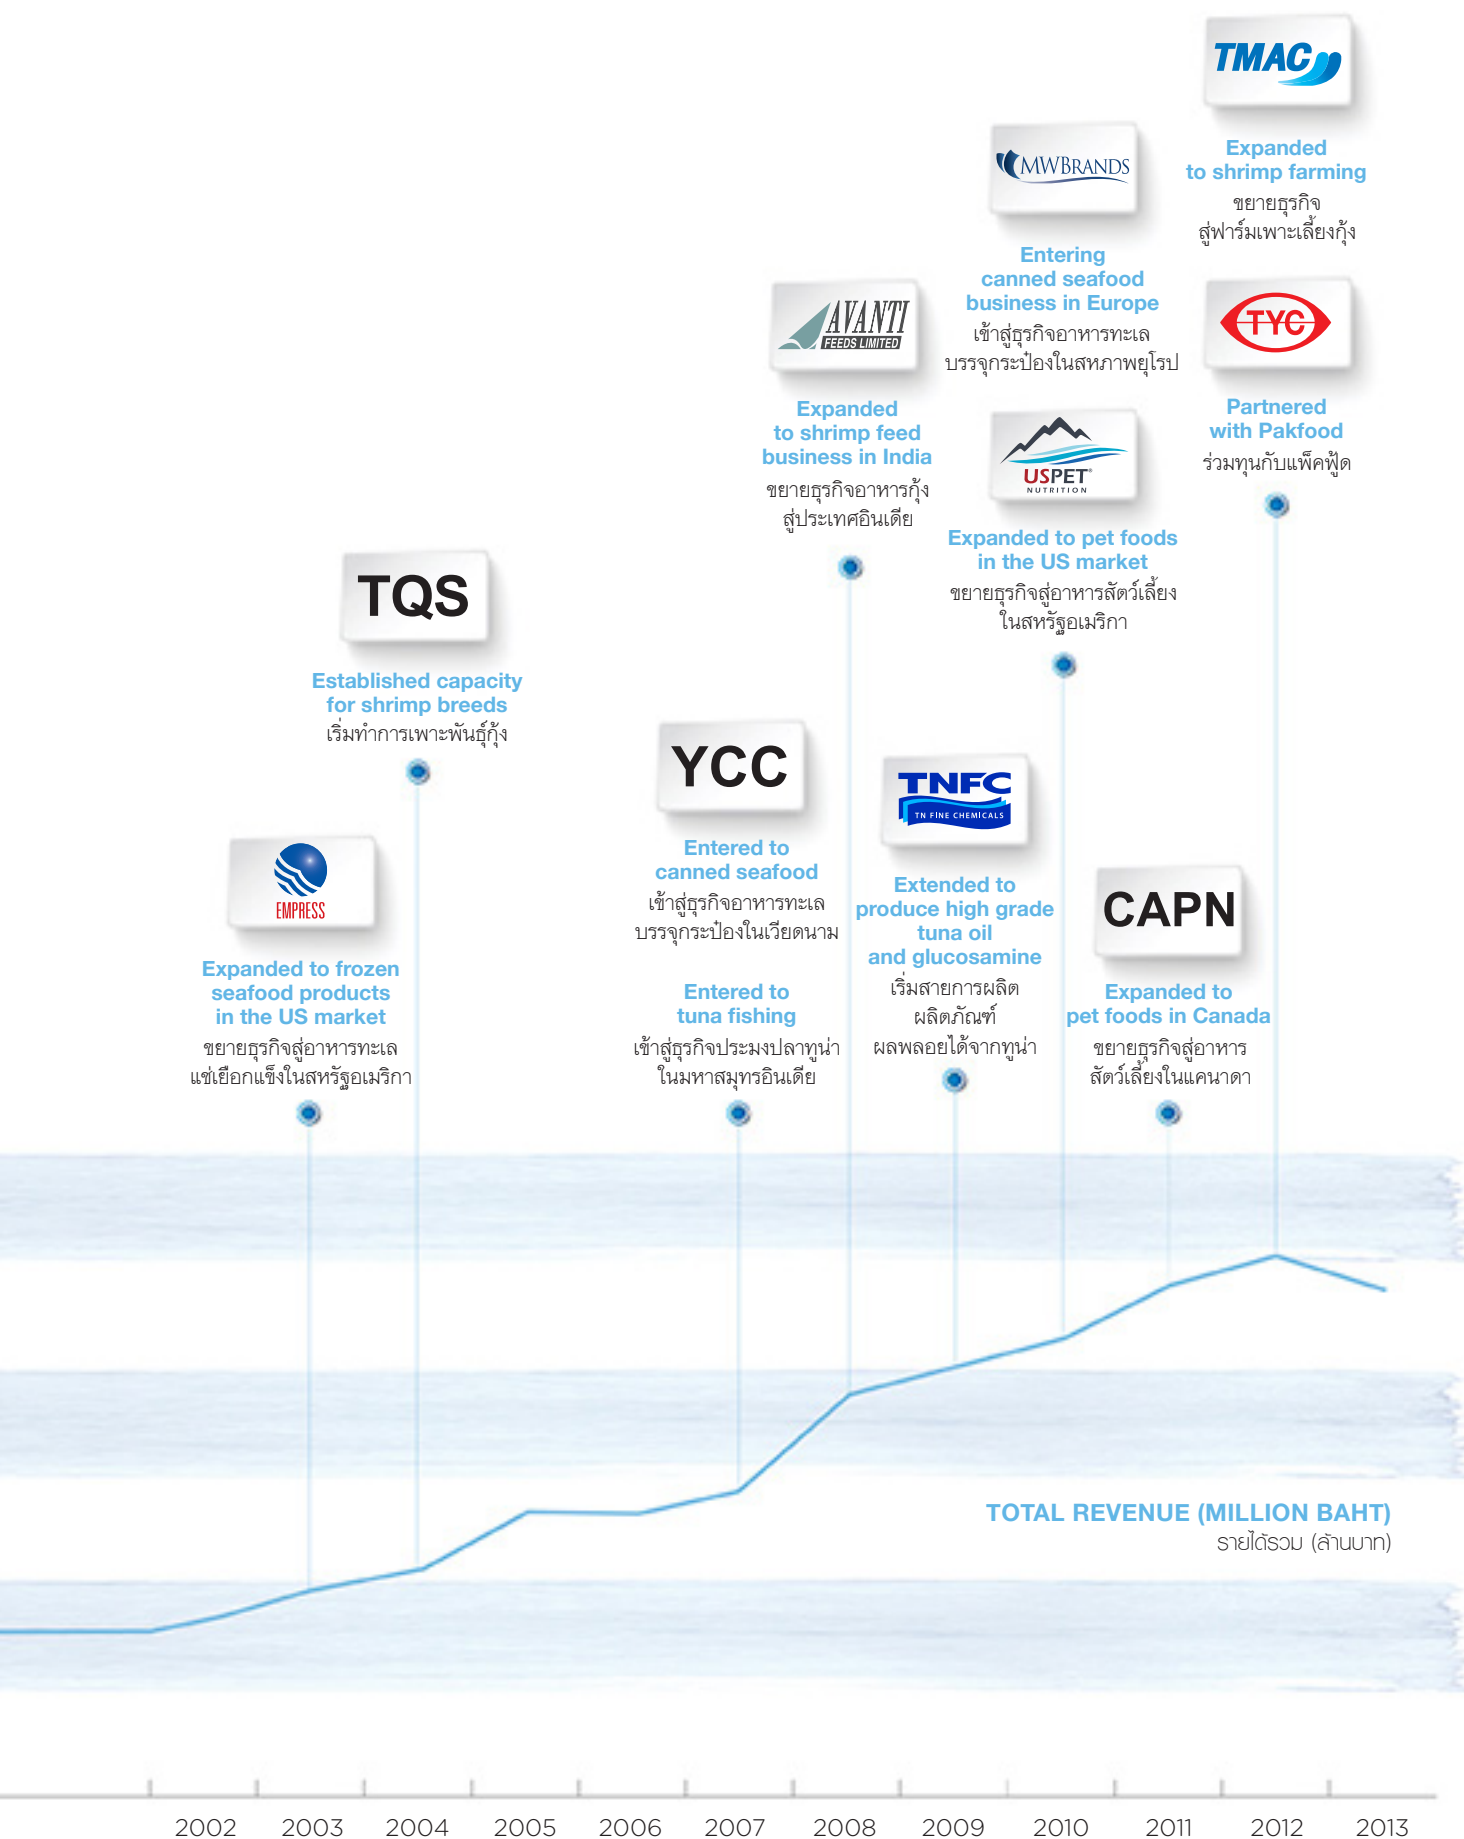 TMAC
Expanded
to shrimp farming
ขยายธุรกิจ
สู่ฟาร์มเพาะเลี้ยงกุ้ง
MWBRANDS
Entering
canned seafood
business in Europe
เข้าสู่ธุรกิจอาหารทะเล
บรรจุกระป๋องในสหภาพยุโรป
TYC
Partnered
with Pakfood
ร่วมทุนกับแพ็คฟู้ด
AVANTI
FEEDS LIMITED
Expanded
to shrimp feed
business in India
ขยายธุรกิจอาหารกุ้ง
สู่ประเทศอินเดีย
USPET®
NUTRITION
Expanded to pet foods
in the US market
ขยายธุรกิจสู่อาหารสัตว์เลี้ยง
ในสหรัฐอเมริกา
TQS
Established capacity
for shrimp breeds
เริ่มทำการเพาะพันธุ์กุ้ง
YCC
Entered to
canned seafood
เข้าสู่ธุรกิจอาหารทะเล
บรรจุกระป๋องในเวียดนาม
Entered to
tuna fishing
เข้าสู่ธุรกิจประมงปลาทูน่า
ในมหาสมุทรอินเดีย
TNFC
TN FINE CHEMICALS
Extended to
produce high grade
tuna oil
and glucosamine
เริ่มสายการผลิต
ผลิตภัณฑ์
ผลพลอยได้จากทูน่า
EMPRESS
Expanded to frozen
seafood products
in the US market
ขยายธุรกิจสู่อาหารทะเล
แช่เยือกแข็งในสหรัฐอเมริกา
CAPN
Expanded to
pet foods in Canada
ขยายธุรกิจสู่อาหาร
สัตว์เลี้ยงในแคนาดา
TOTAL REVENUE (MILLION BAHT)
รายได้รวม (ล้านบาท)
2002 2003 2004 2005 2006 2007 2008 2009 2010 2011 2012 2013